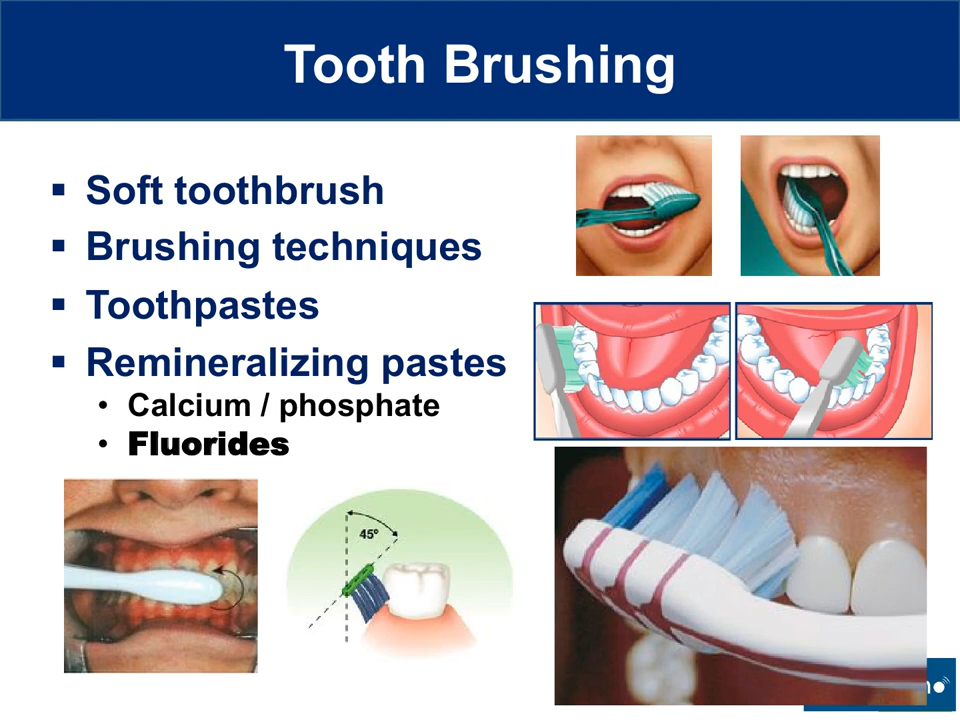 Tooth Brushing
▪ Soft toothbrush
▪ Brushing techniques
▪ Toothpastes
▪ Remineralizing pastes
• Calcium / phosphate
• Fluorides
45°